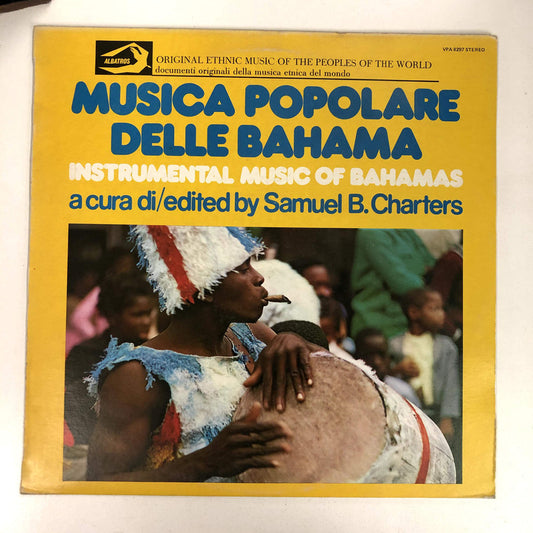 VPA 8297 STEREO
ALBATROS
ORIGINAL ETHNIC MUSIC OF THE PEOPLES OF THE WORLD
documenti originali della musica etnica del mondo
MUSICA POPOLARE
DELLE BAHAMA
INSTRUMENTAL MUSIC OF BAHAMAS
a cura di/edited by Samuel B. Charters